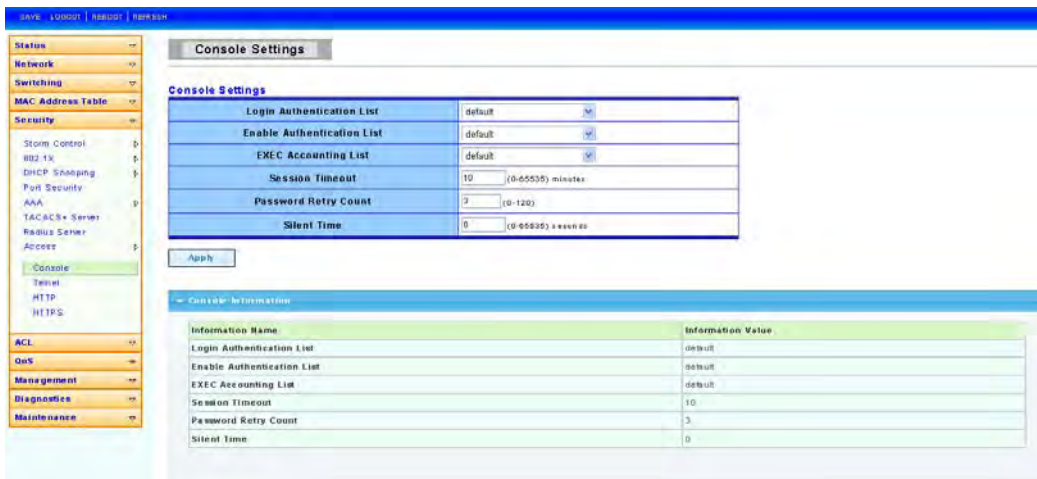 SAVE LOGOUT | REBOOT | REFRESH
Status
Network
Switching
MAC Address Table
Security
Storm Control
802.1X
DHCP Snooping
Port Security
AAA
TACACS+ Server
Radius Server
Access
Console
Telnet
HTTP
HTTPS
ACL
QoS
Management
Diagnostics
Maintenance
Console Settings
Console Settings
Login Authentication List default
Enable Authentication List default
EXEC Accounting List default
Session Timeout 10 (0-65535) minutes
Password Retry Count 3 (0-120)
Silent Time 0 (0-65535) seconds
Apply
Console Information
Information Name Information Value
Login Authentication List default
Enable Authentication List default
EXEC Accounting List default
Session Timeout 10
Password Retry Count 3
Silent Time 0